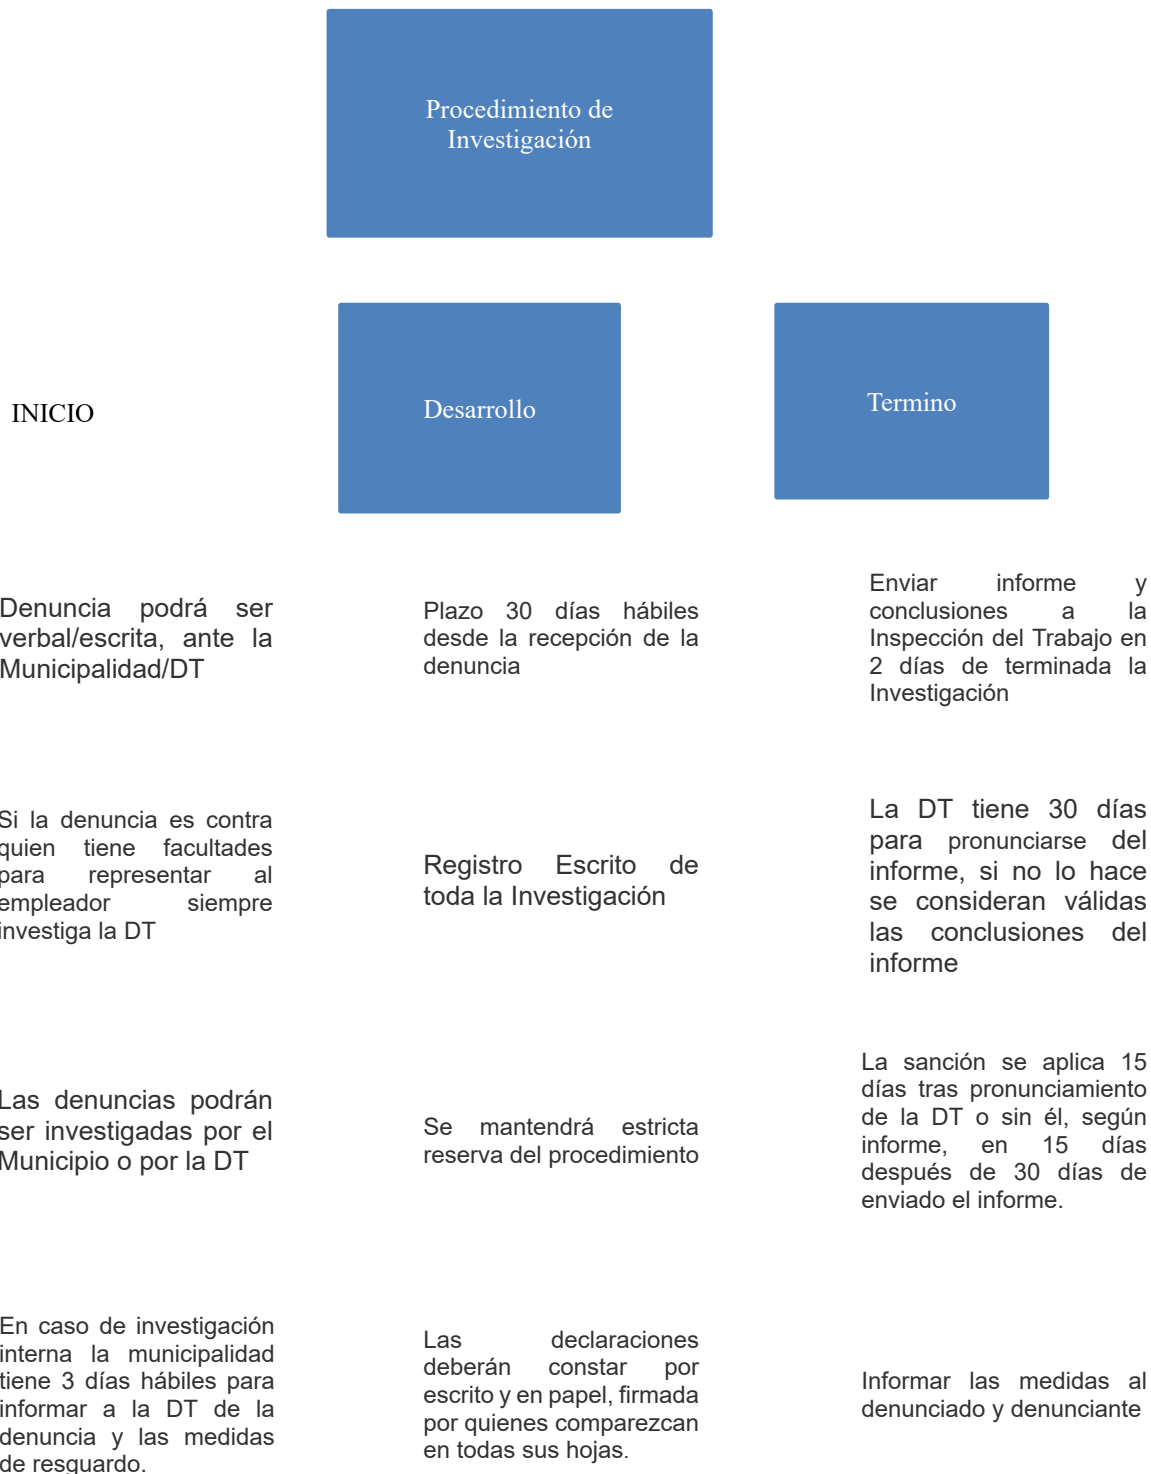 Procedimiento de
Investigación
INICIO
Desarrollo
Termino
Denuncia podrá ser
verbal/escrita, ante la
Municipalidad/DT
Plazo 30 días hábiles
desde la recepción de la
denuncia
Enviar informe y
conclusiones a la
Inspección del Trabajo en
2 días de terminada la
Investigación
Si la denuncia es contra
quien tiene facultades
para representar al
empleador siempre
investiga la DT
Registro Escrito de
toda la Investigación
La DT tiene 30 días
para pronunciarse del
informe, si no lo hace
se consideran válidas
las conclusiones del
informe
Las denuncias podrán
ser investigadas por el
Municipio o por la DT
Se mantendrá estricta
reserva del procedimiento
La sanción se aplica 15
días tras pronunciamiento
de la DT o sin él, según
informe, en 15 días
después de 30 días de
enviado el informe.
En caso de investigación
interna la municipalidad
tiene 3 días hábiles para
informar a la DT de la
denuncia y las medidas
de resguardo.
Las declaraciones
deberán constar por
escrito y en papel, firmada
por quienes comparezcan
en todas sus hojas.
Informar las medidas al
denunciado y denunciante